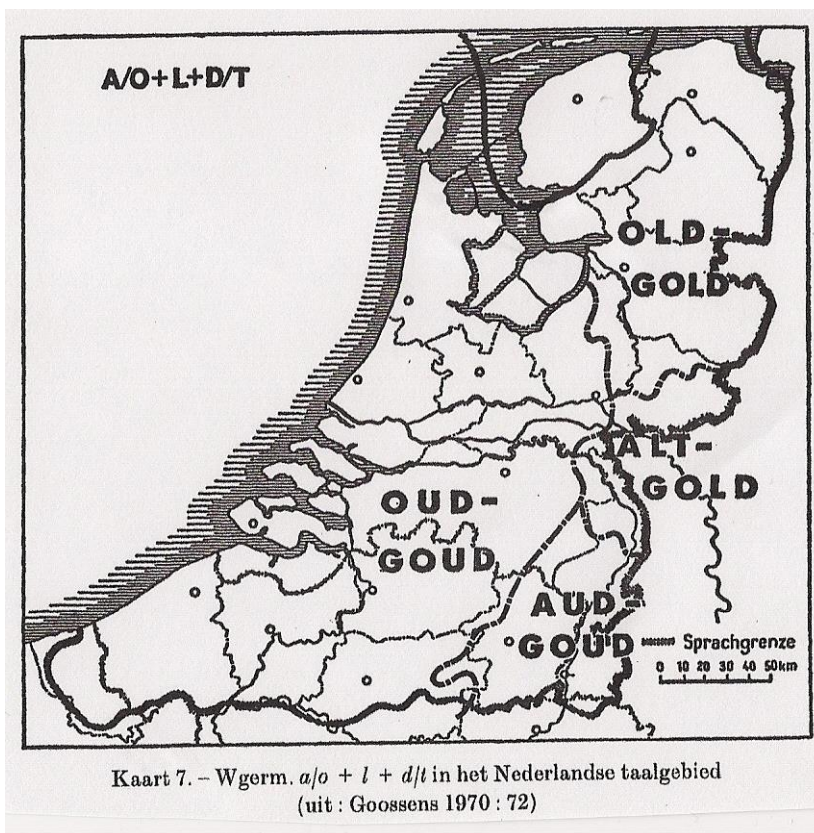 A/O+L+D/T
OLD-
GOLD
ALT-
GOLD
OUD-
GOUD
AUD-
GOUD
Sprachgrenze
0 10 20 30 40 50km
Kaart 7. – Wgerm. a/o + l + d/t in het Nederlandse taalgebied
(uit : Goossens 1970 : 72)